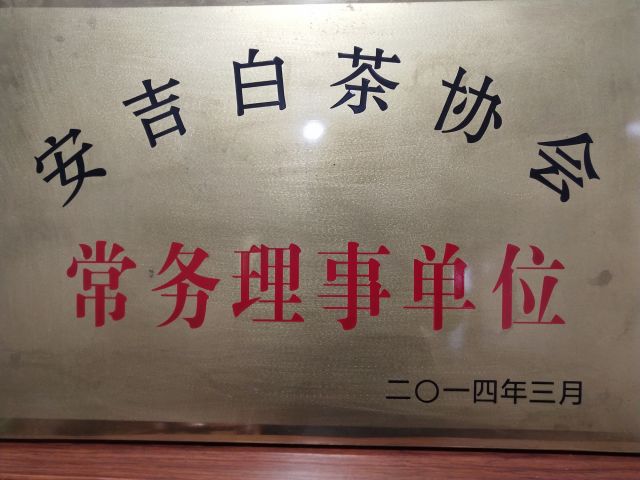 安吉白茶协会
常务理事单位
二〇一四年三月